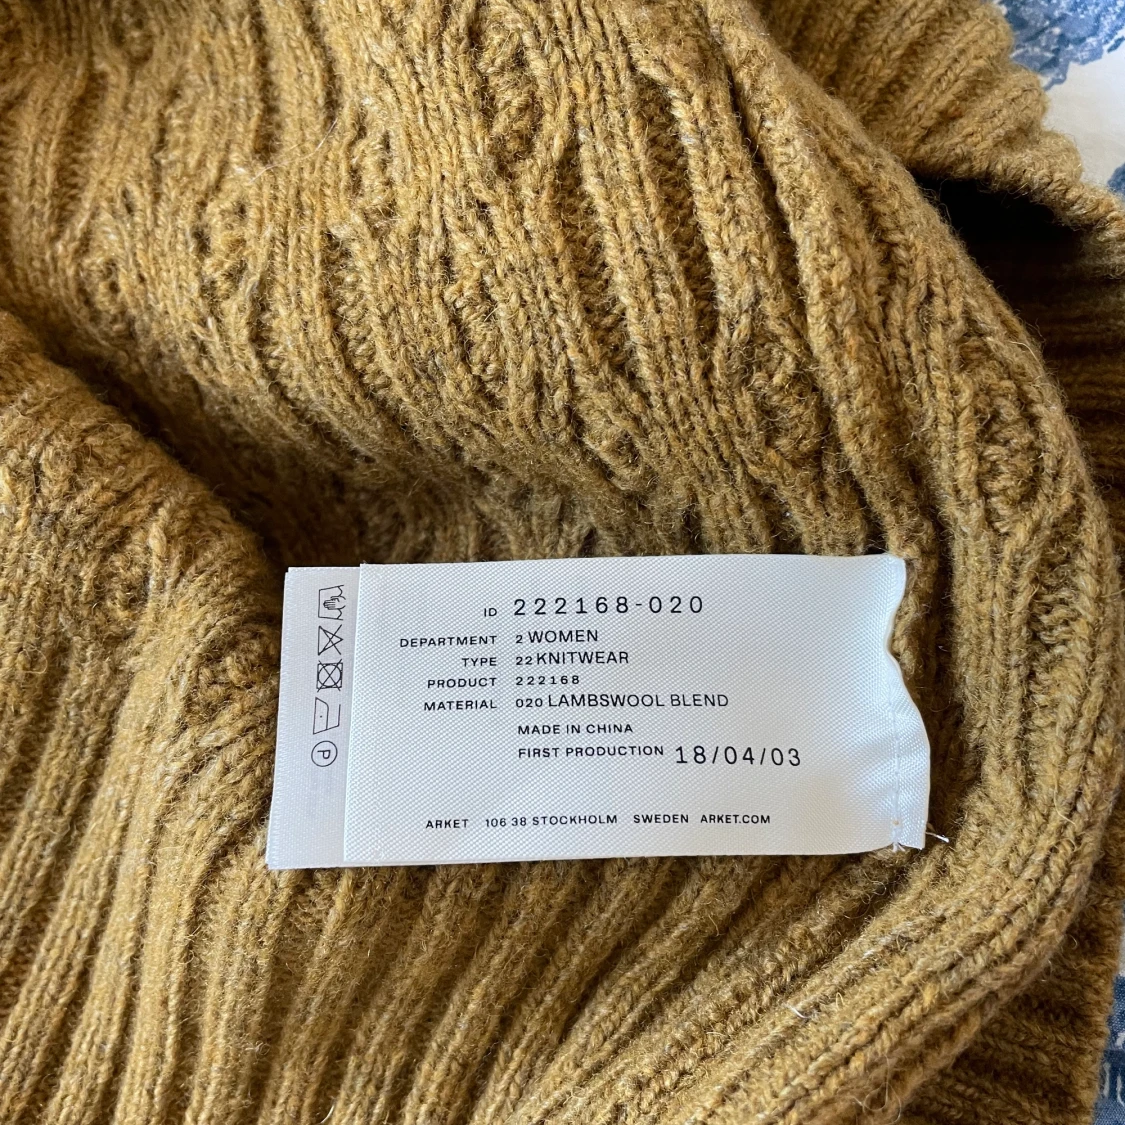 ID 222168-020
DEPARTMENT 2 WOMEN
TYPE 22 KNITWEAR
PRODUCT 222168
MATERIAL 020 LAMBSWOOL BLEND
MADE IN CHINA
FIRST PRODUCTION 18/04/03
ARKET 106 38 STOCKHOLM SWEDEN ARKET.COM
P